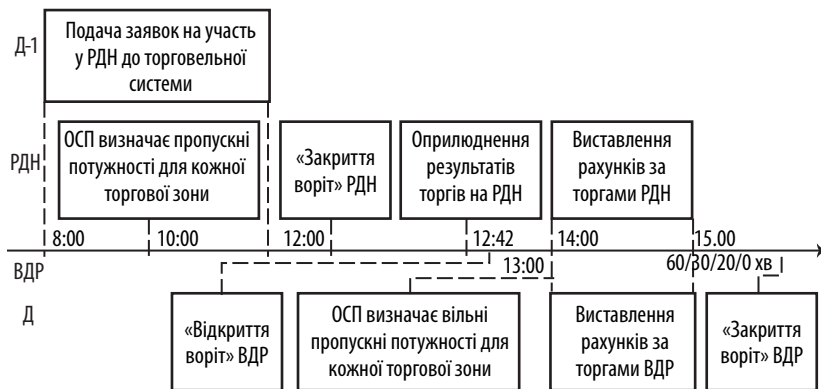 Д-1
Подача заявок на участь
у РДН до торговельної
системи
РДН
ОСП визначає пропускні
потужності для кожної
торгової зони
«Закриття
воріт» РДН
Оприлюднення
результатів
торгів на РДН
Виставлення
рахунків за
торгами РДН
8:00
10:00
12:00
12:42
14:00
15.00
ВДР
13:00
60/30/20/0 хв
Д
«Відкриття
воріт» ВДР
ОСП визначає вільні
пропускні потужності для
кожної торгової зони
Виставлення
рахунків за
торгами ВДР
«Закриття
воріт» ВДР